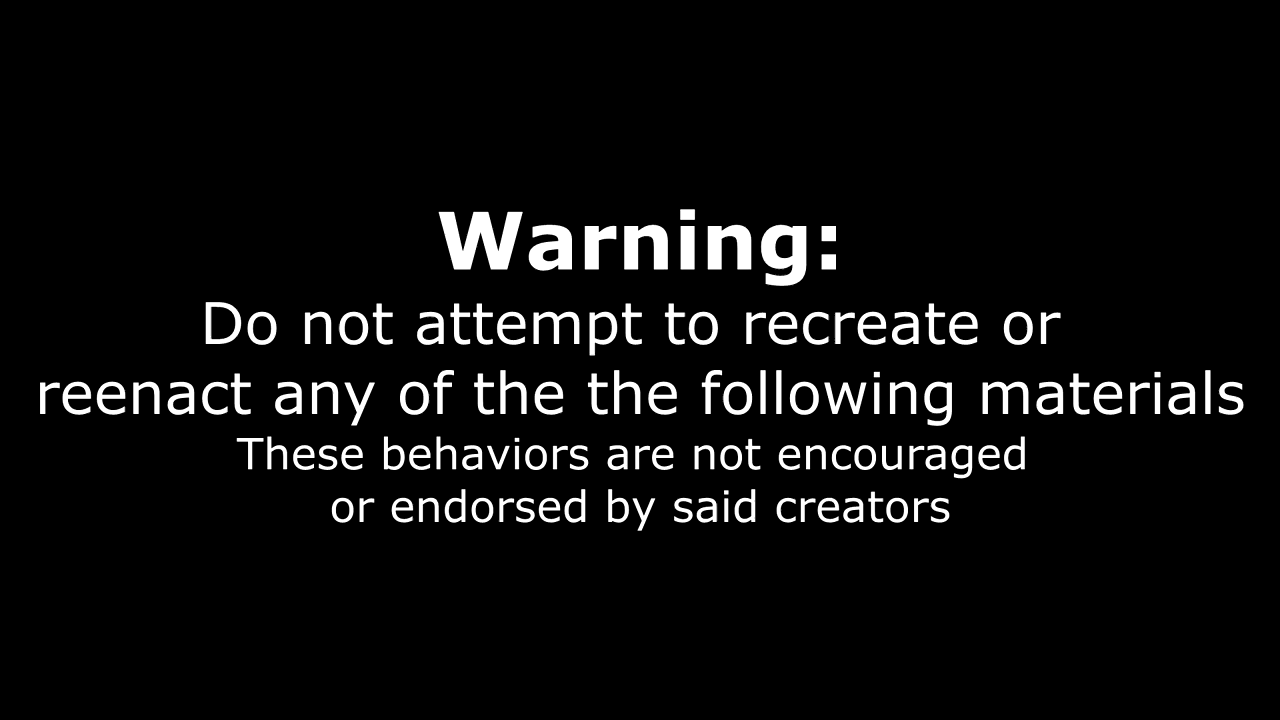 Warning:
Do not attempt to recreate or
reenact any of the the following materials
These behaviors are not encouraged
or endorsed by said creators